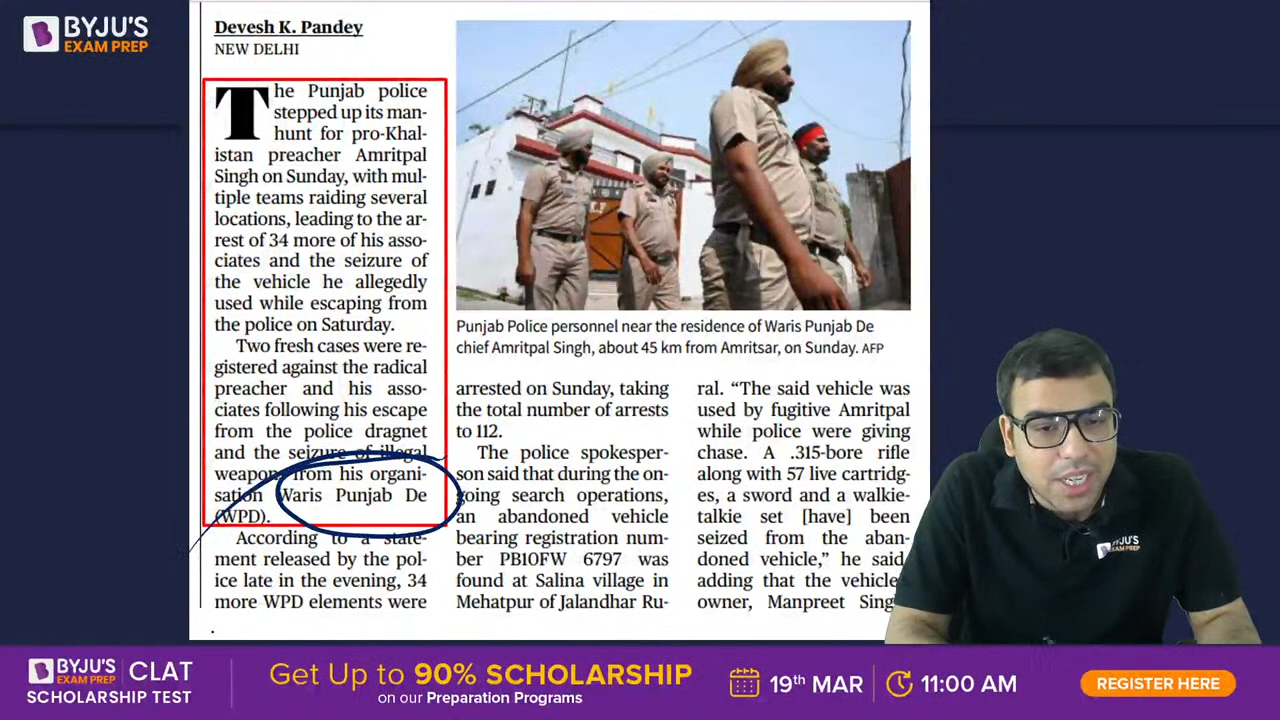 BYJU'S
EXAM PREP
Devesh K. Pandey
NEW DELHI
The Punjab police
stepped up its man-
hunt for pro-Khal-
istan preacher Amritpal
Singh on Sunday, with mul-
tiple teams raiding several
locations, leading to the ar-
rest of 34 more of his asso-
ciates and the seizure of
the vehicle he allegedly
used while escaping from
the police on Saturday.
Two fresh cases were re-
gistered against the radical
preacher and his asso-
ciates following his escape
from the police dragnet
and the seizure of illegal
weapons from his organi-
sation Waris Punjab De
(WPD).
According to a state-
ment released by the pol-
ice late in the evening, 34
more WPD elements were
Punjab Police personnel near the residence of Waris Punjab De
chief Amritpal Singh, about 45 km from Amritsar, on Sunday. AFP
arrested on Sunday, taking
the total number of arrests
to 112.
The police spokesper-
son said that during the on-
going search operations,
an abandoned vehicle
bearing registration num-
ber PB10FW 6797 was
found at Salina village in
Mehatpur of Jalandhar Ru-
ral. “The said vehicle was
used by fugitive Amritpal
while police were giving
chase. A .315-bore rifle
along with 57 live cartridg-
es, a sword and a walkie-
talkie set [have] been
seized from the aban-
doned vehicle,” he said,
adding that the vehicle
owner, Manpreet Sing
BYJU'S
EXAM PREP
BYJU'S
EXAM PREP
CLAT
SCHOLARSHIP TEST
Get Up to 90% SCHOLARSHIP
on our Preparation Programs
19th MAR
11:00 AM
REGISTER HERE